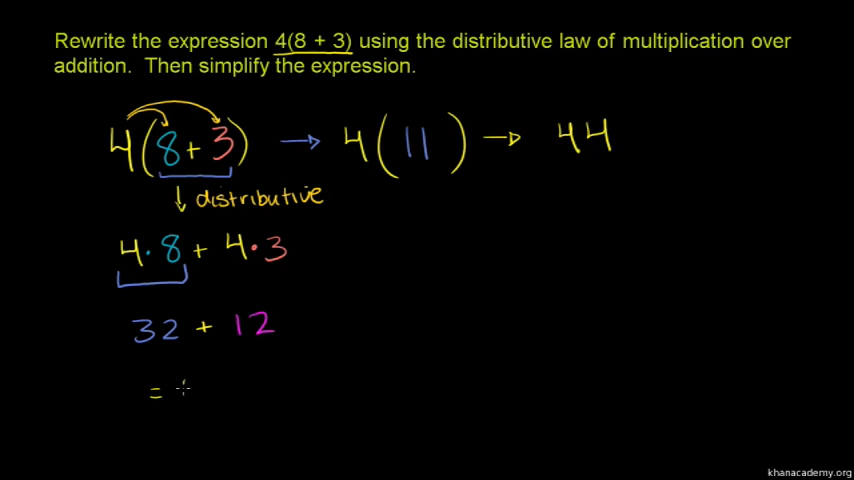 Rewrite the expression 4(8 + 3) using the distributive law of multiplication over
addition. Then simplify the expression.
4(8 + 3) → 4(11) → 44
↓ distributive
4 · 8 + 4 · 3
32 + 12
=
khanacademy.org